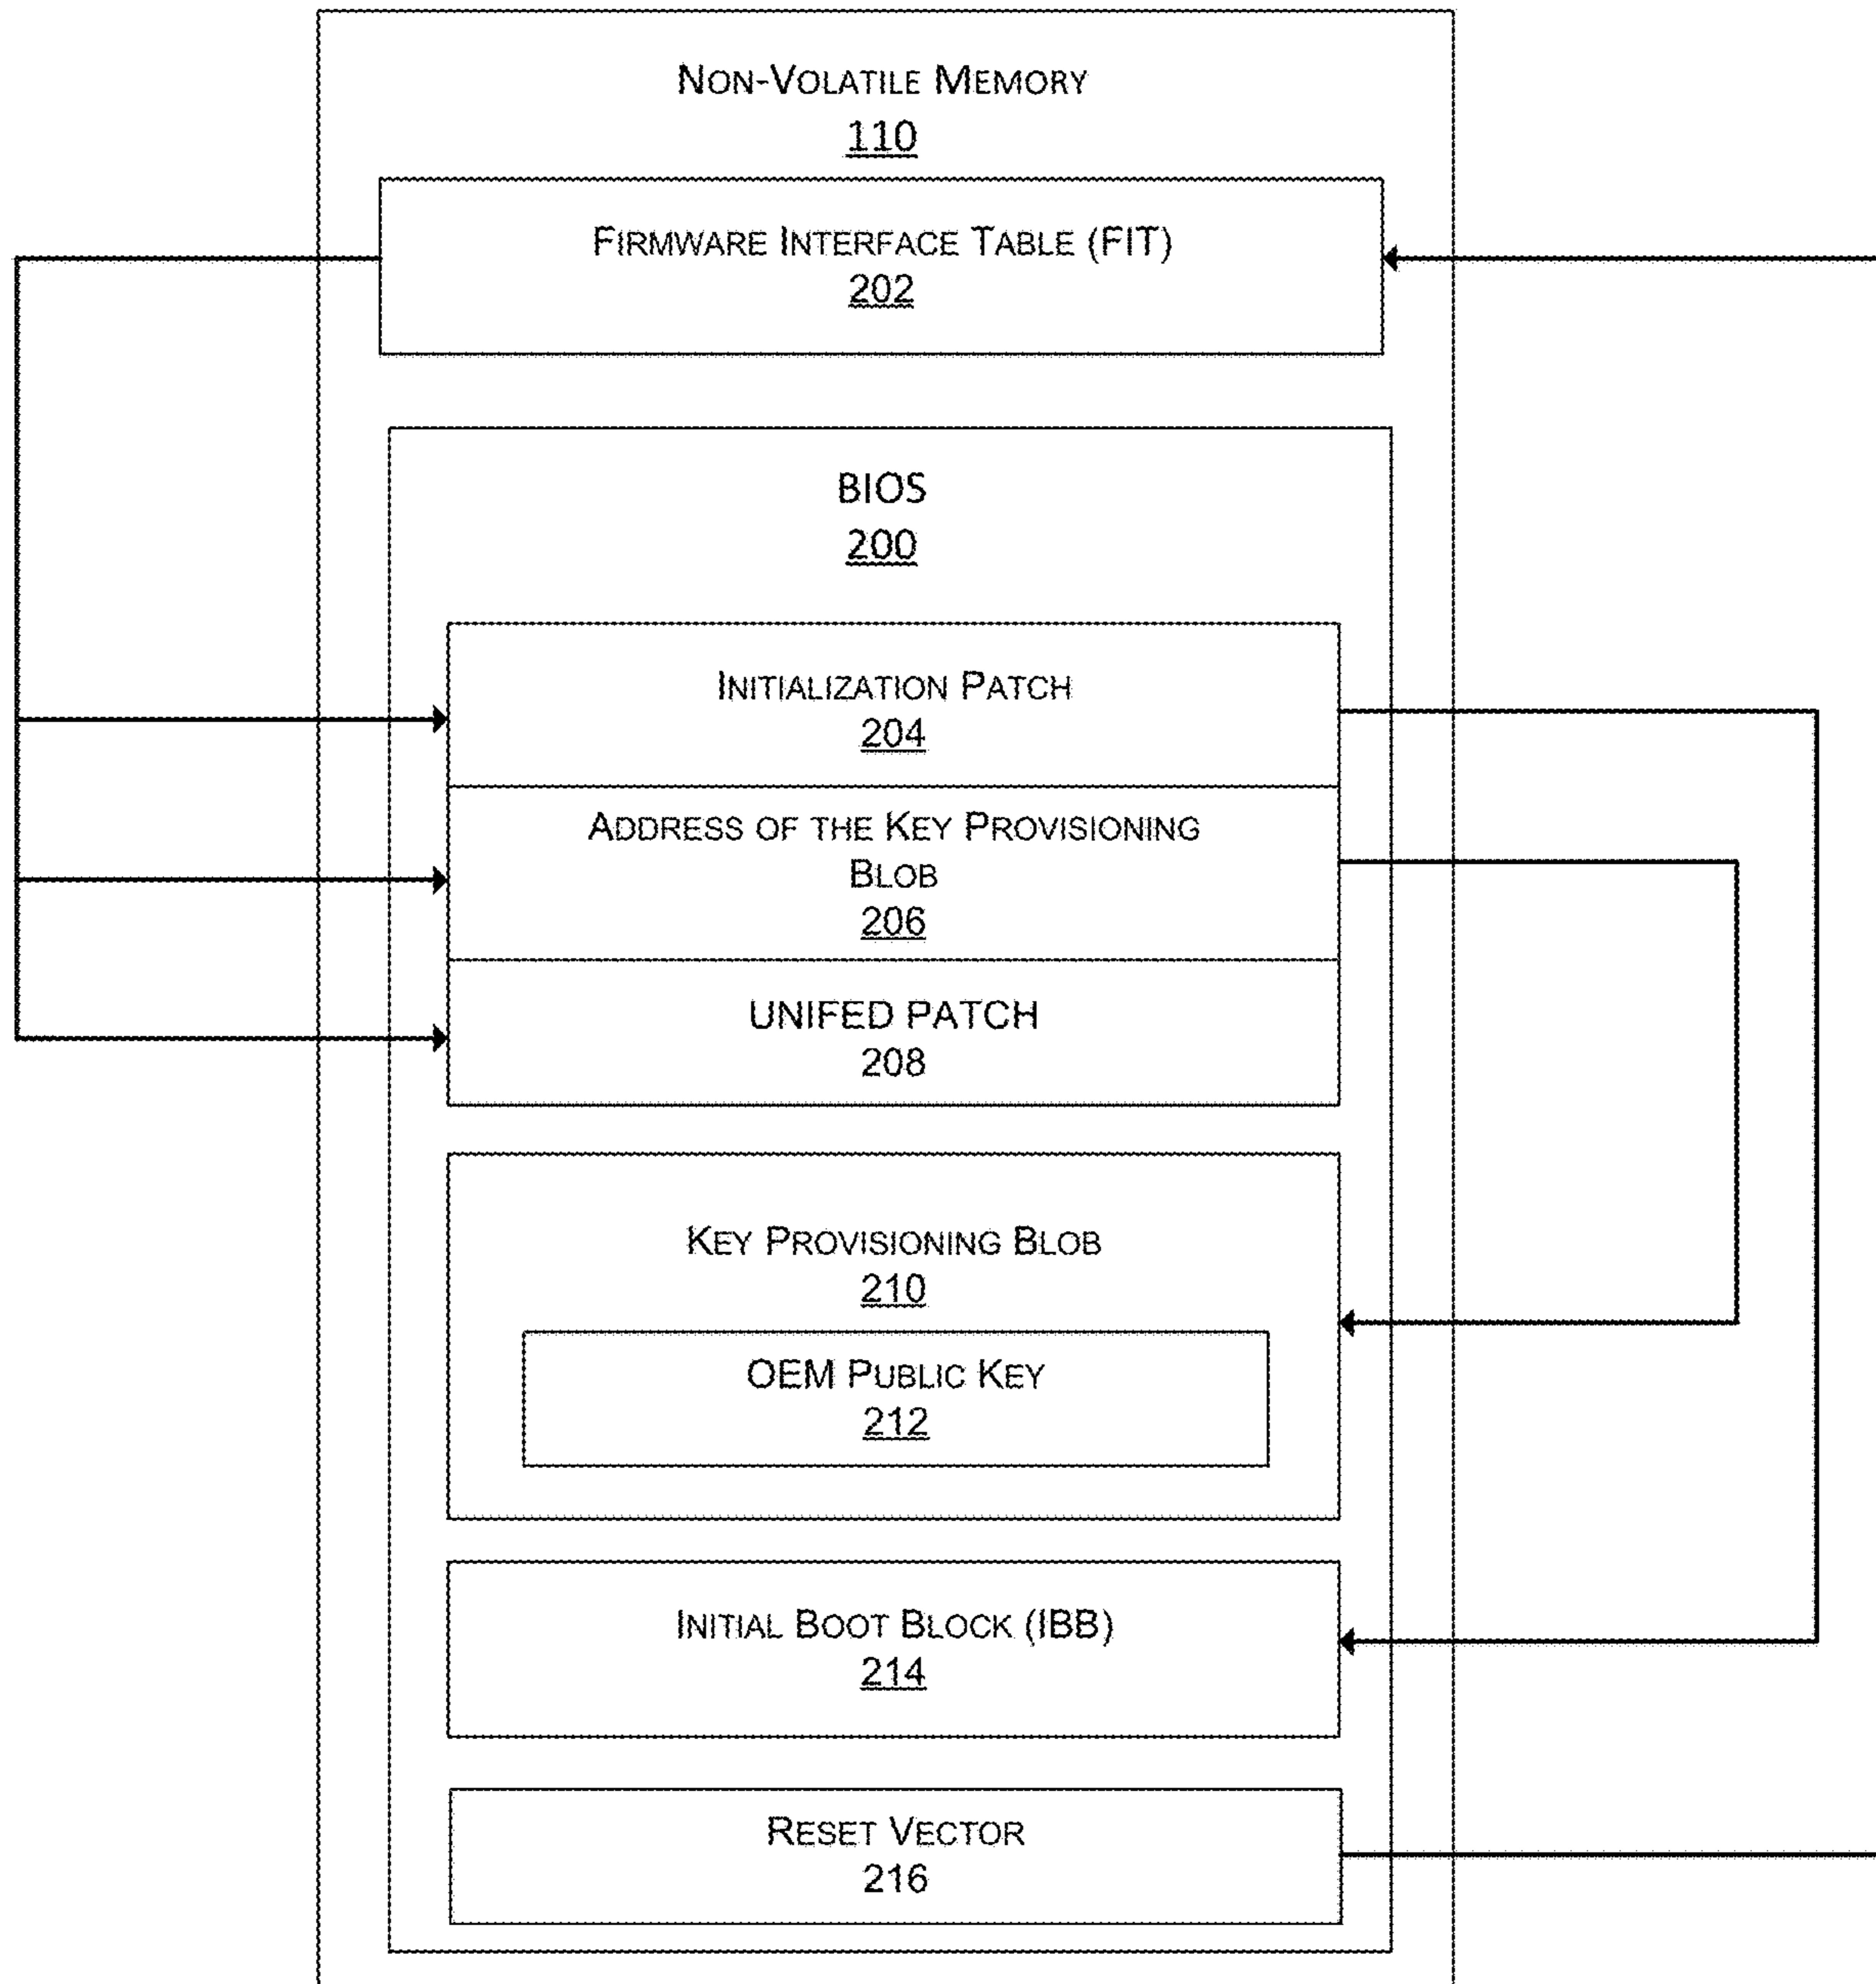 NON-VOLATILE MEMORY
110
FIRMWARE INTERFACE TABLE (FIT)
202
BIOS
200
INITIALIZATION PATCH
204
ADDRESS OF THE KEY PROVISIONING
BLOB
206
UNIFED PATCH
208
KEY PROVISIONING BLOB
210
OEM PUBLIC KEY
212
INITIAL BOOT BLOCK (IBB)
214
RESET VECTOR
216